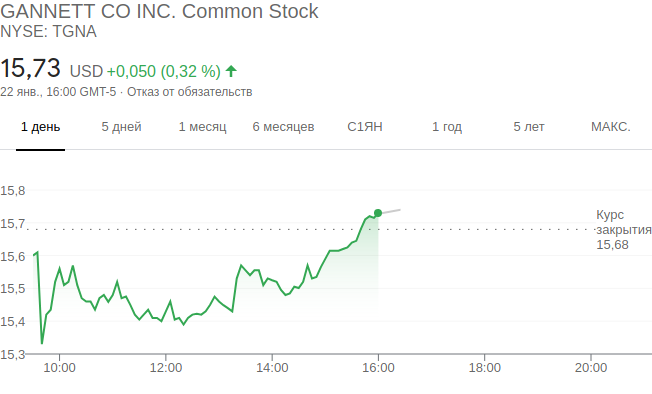 GANNETT CO INC. Common Stock
NYSE: TGNA
15,73 USD +0,050 (0,32 %)
22 янв., 16:00 GMT-5 · Отказ от обязательств
1 день 5 дней 1 месяц 6 месяцев С1ЯН 1 год 5 лет МАКС.
15,8
15,7
15,6
15,5
15,4
15,3
Курс
закрытия
15,68
10:00 12:00 14:00 16:00 18:00 20:00